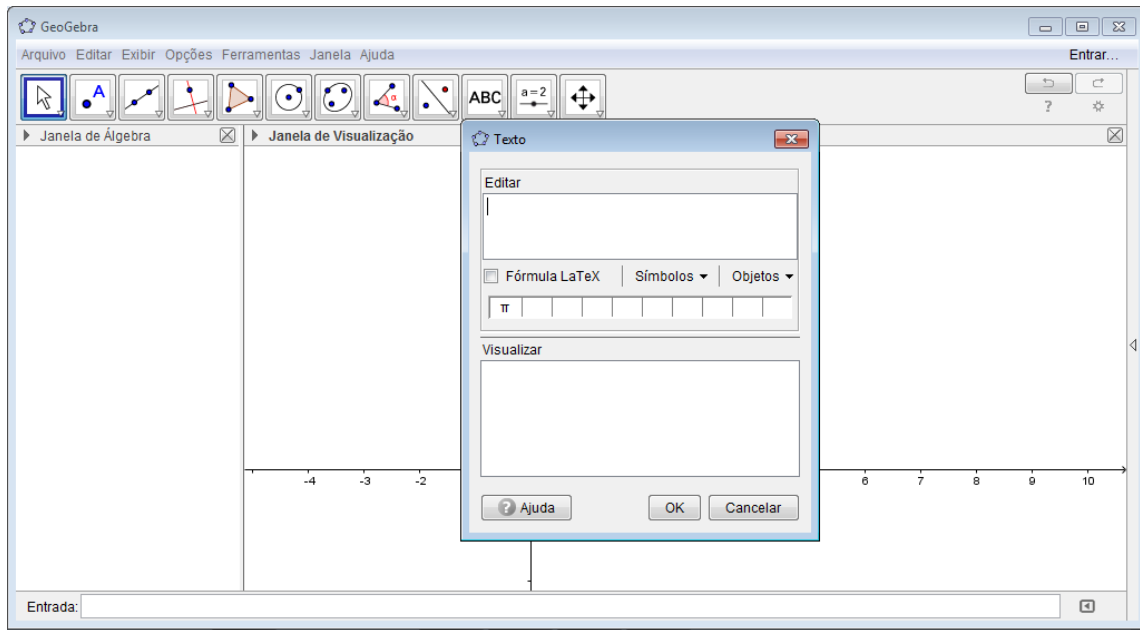 GeoGebra
Arquivo Editar Exibir Opções Ferramentas Janela Ajuda Entrar...
A α ABC a=2 ?
Janela de Álgebra Janela de Visualização
Texto
Editar
Fórmula LaTeX Símbolos Objetos
π
Visualizar
-4 -3 -2 6 7 8 9 10
? Ajuda OK Cancelar
Entrada: